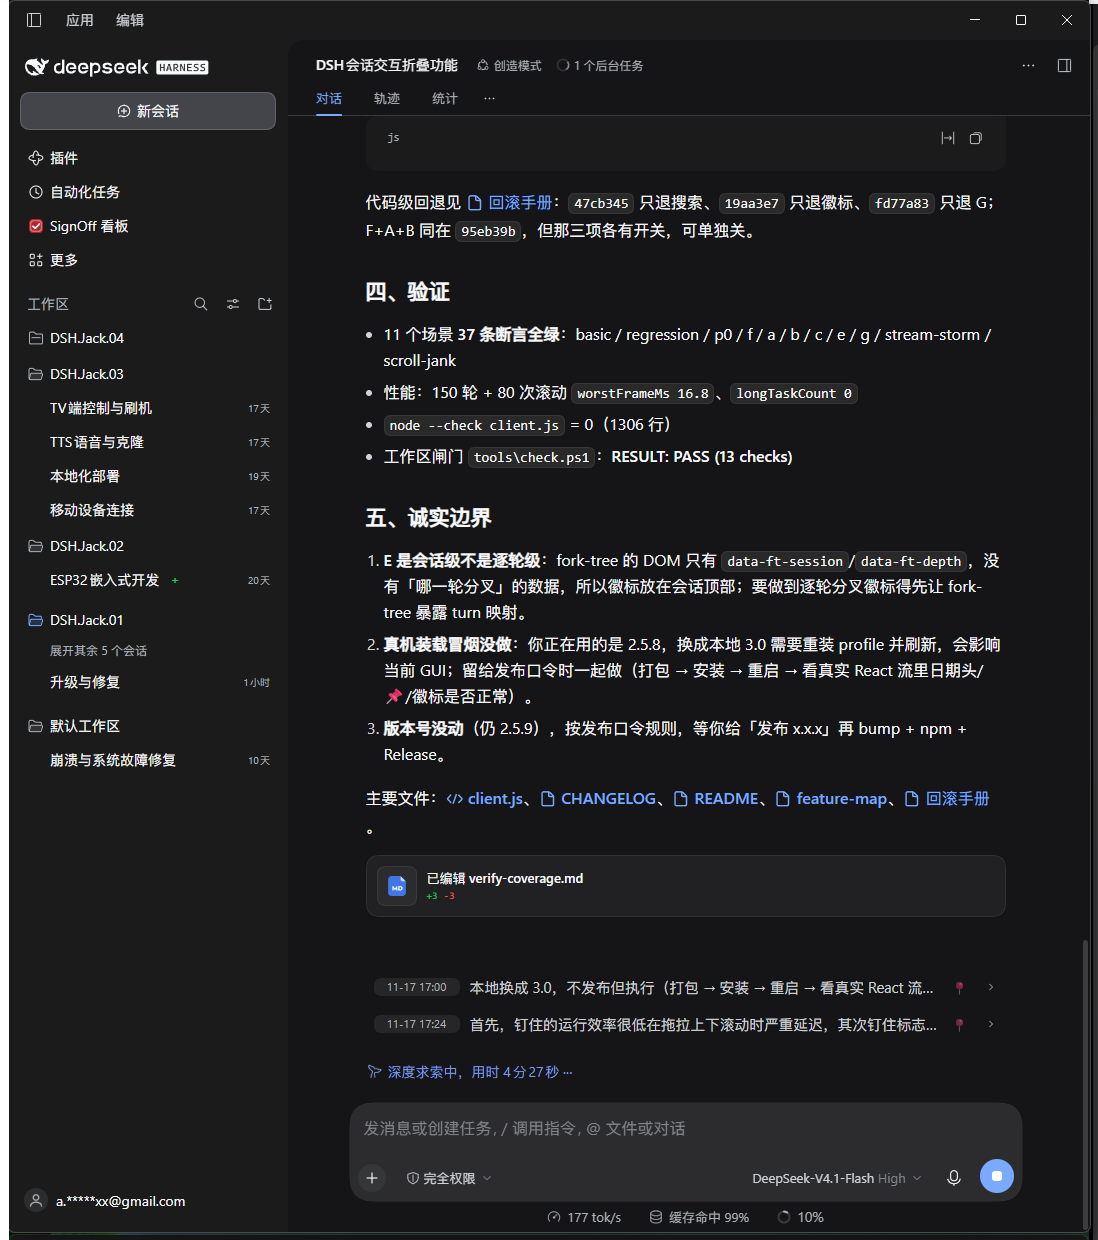 应用 编辑
deepseek HARNESS
新会话
插件
自动化任务
SignOff 看板
更多
工作区
DSHJack.04
DSHJack.03
TV端控制与刷机 17天
TTS语音与克隆 17天
本地化部署 19天
移动设备连接 17天
DSHJack.02
ESP32嵌入式开发 + 20天
DSHJack.01
展开其余 5 个会话
升级与修复 1小时
默认工作区
崩溃与系统故障修复 10天
a.*****xx@gmail.com
DSH会话交互折叠功能 创造模式 1 个后台任务 ···
对话 轨迹 统计 ···
js
代码级回退见 回滚手册：47cb345 只退搜索、19aa3e7 只退徽标、fd77a83 只退 G；
F+A+B 同在 95eb39b，但那三项各有开关，可单独关。
四、验证
• 11 个场景 37 条断言全绿：basic / regression / p0 / f / a / b / c / e / g / stream-storm /
scroll-jank
• 性能：150 轮 + 80 次滚动 worstFrameMs 16.8、longTaskCount 0
• node --check client.js = 0（1306 行）
• 工作区闸门 tools\check.ps1：RESULT: PASS (13 checks)
五、诚实边界
1. E 是会话级不是逐轮级：fork-tree 的 DOM 只有 data-ft-session/data-ft-depth，没
有「哪一轮分叉」的数据，所以徽标放在会话顶部；要做到逐轮分叉徽标得先让 fork-
tree 暴露 turn 映射。
2. 真机装载冒烟没做：你正在用的是 2.5.8，换成本地 3.0 需要重装 profile 并刷新，会影响
当前 GUI；留给发布口令时一起做（打包 → 安装 → 重启 → 看真实 React 流里日期头/
📌/徽标是否正常）。
3. 版本号没动（仍 2.5.9），按发布口令规则，等你给「发布 x.x.x」再 bump + npm +
Release。
主要文件：client.js、CHANGELOG、README、feature-map、回滚手册
。
MD 已编辑 verify-coverage.md
+3 -3
11-17 17:00 本地换成 3.0，不发布但执行（打包 → 安装 → 重启 → 看真实 React 流...
11-17 17:24 首先，钉住的运行效率很低在拖拉上下滚动时严重延迟，其次钉住标志...
深度求索中，用时 4分27秒 ···
发消息或创建任务, / 调用指令, @ 文件或对话
完全权限 DeepSeek-V4.1-Flash High
177 tok/s 缓存命中 99% 10%